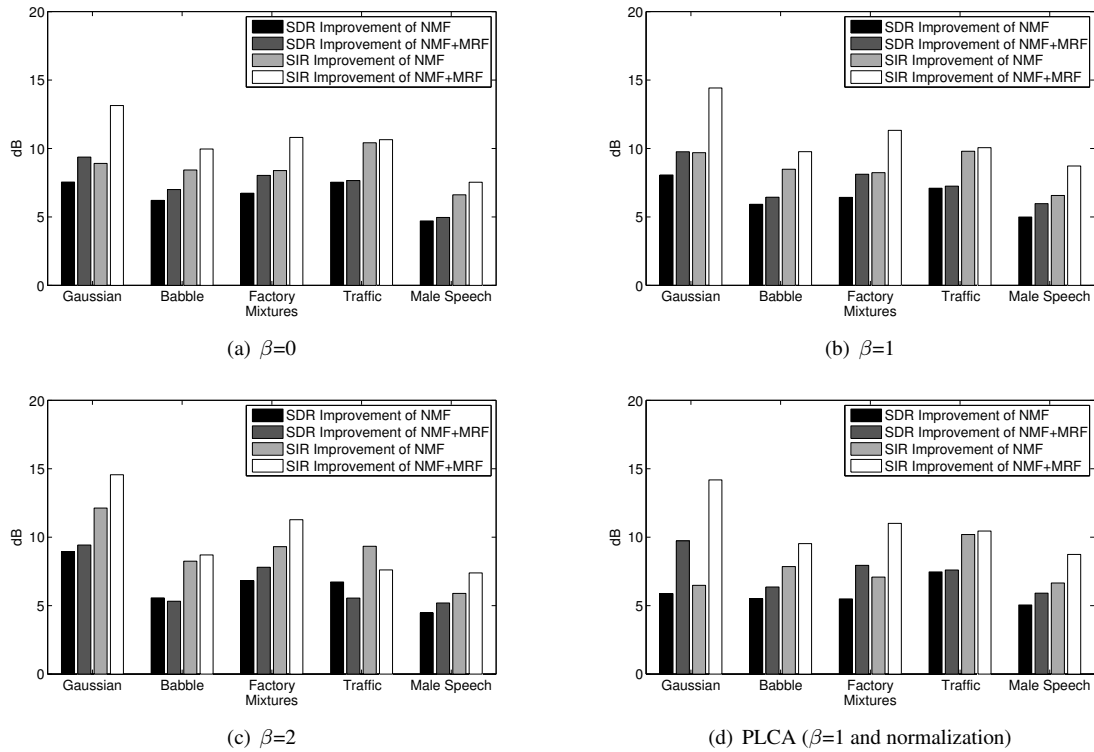 20
15
10
5
0
dB
SDR Improvement of NMF
SDR Improvement of NMF+MRF
SIR Improvement of NMF
SIR Improvement of NMF+MRF
Gaussian Babble Factory Traffic Male Speech
Mixtures
(a) β=0
20
15
10
5
0
dB
SDR Improvement of NMF
SDR Improvement of NMF+MRF
SIR Improvement of NMF
SIR Improvement of NMF+MRF
Gaussian Babble Factory Traffic Male Speech
Mixtures
(b) β=1
20
15
10
5
0
dB
SDR Improvement of NMF
SDR Improvement of NMF+MRF
SIR Improvement of NMF
SIR Improvement of NMF+MRF
Gaussian Babble Factory Traffic Male Speech
Mixtures
(c) β=2
20
15
10
5
0
dB
SDR Improvement of NMF
SDR Improvement of NMF+MRF
SIR Improvement of NMF
SIR Improvement of NMF+MRF
Gaussian Babble Factory Traffic Male Speech
Mixtures
(d) PLCA (β=1 and normalization)